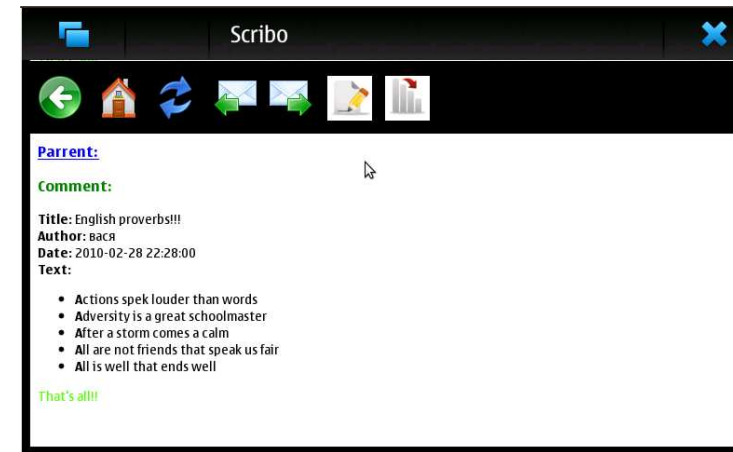 Scribo
Parrent:
Comment:
Title: English proverbs!!!
Author: вася
Date: 2010-02-28 22:28:00
Text:
Actions spek louder than words
Adversity is a great schoolmaster
After a storm comes a calm
All are not friends that speak us fair
All is well that ends well
That's all!!